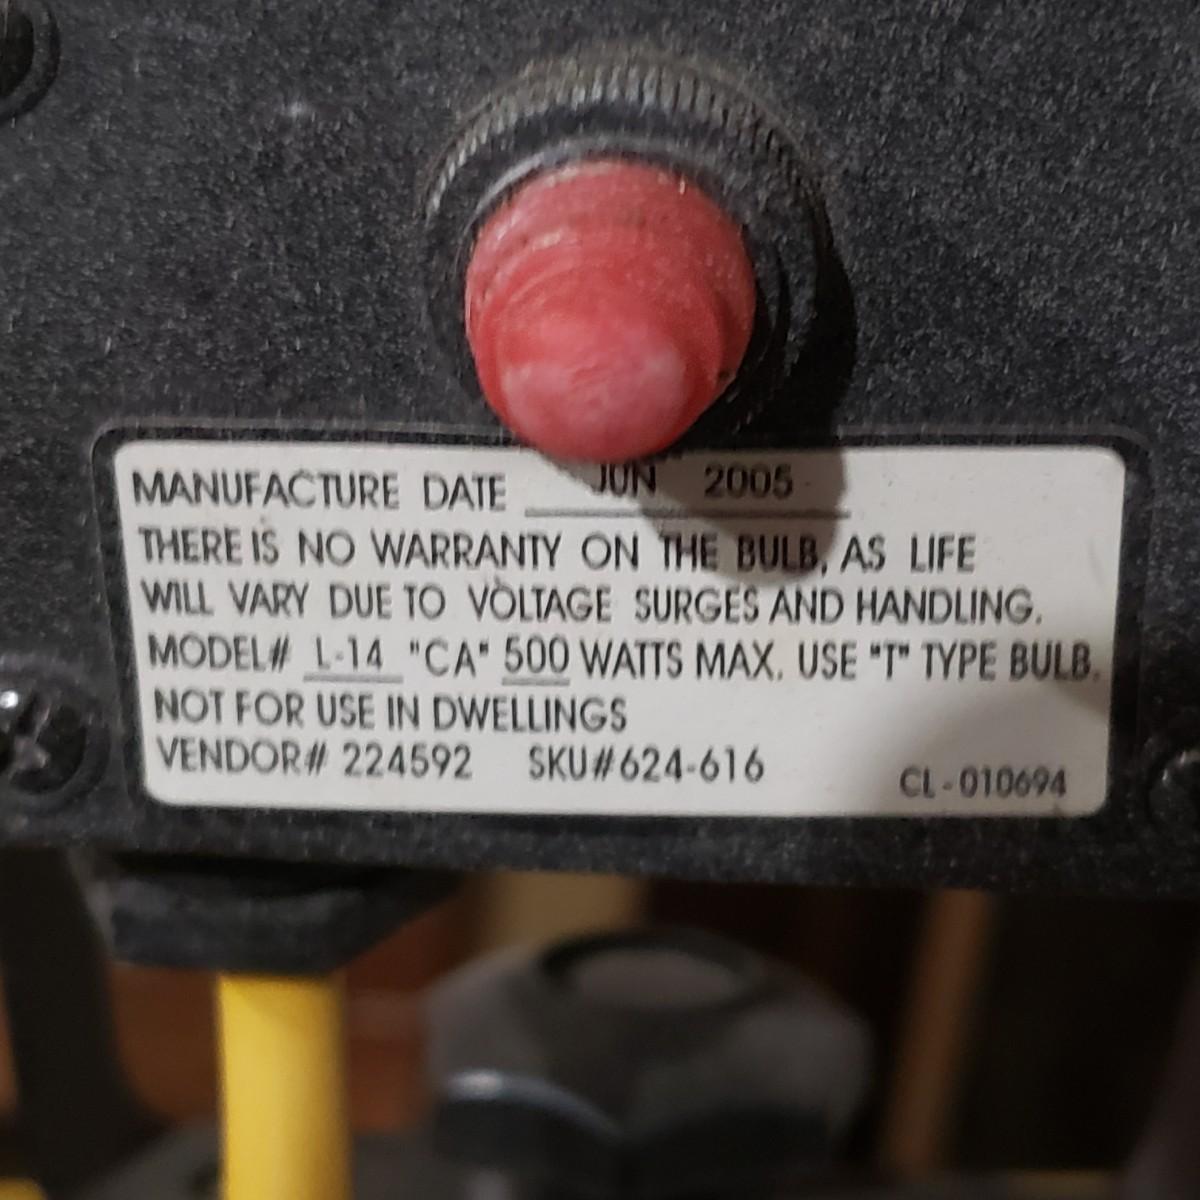 MANUFACTURE DATE JUN 2005
THERE IS NO WARRANTY ON THE BULB, AS LIFE
WILL VARY DUE TO VOLTAGE SURGES AND HANDLING.
MODEL# L-14 "CA" 500 WATTS MAX. USE "T" TYPE BULB.
NOT FOR USE IN DWELLINGS
VENDOR# 224592 SKU#624-616
CL-010694